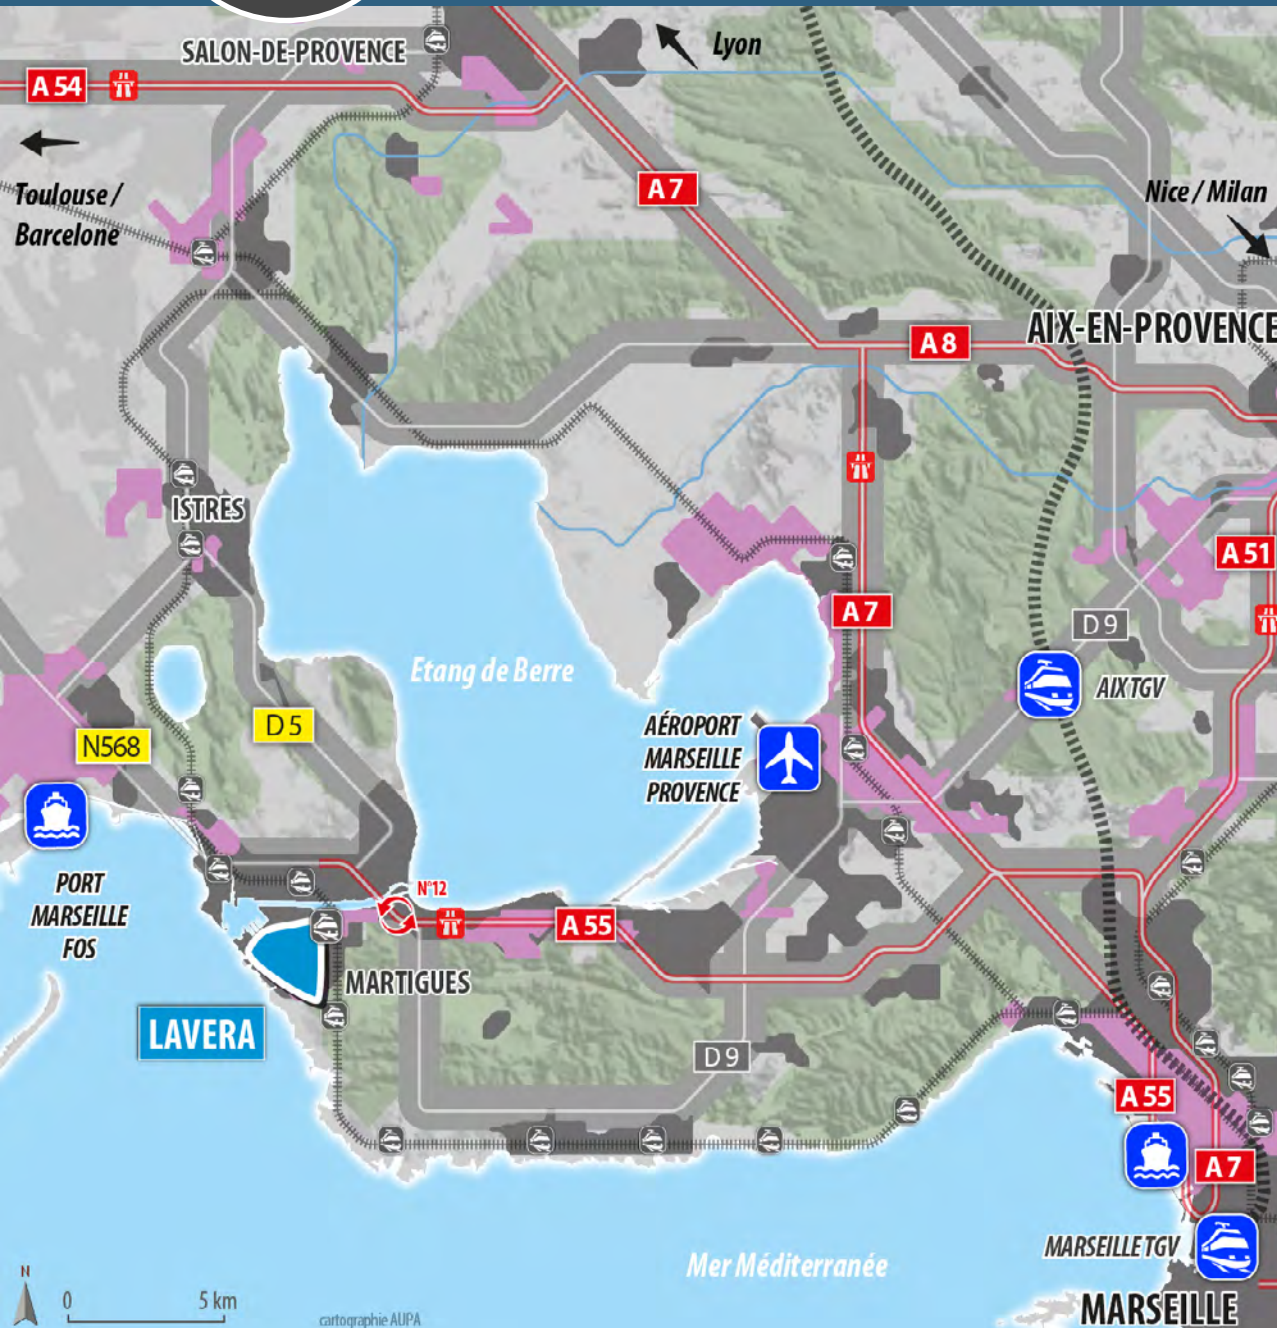 SALON-DE-PROVENCE
Lyon
A 54
Toulouse /
Barcelone
A 7
Nice / Milan
A 8
AIX-EN-PROVENCE
ISTRES
A 51
A 7
D 9
Etang de Berre
AIX TGV
D 5
N568
AÉROPORT
MARSEILLE
PROVENCE
PORT
MARSEILLE
FOS
N°12
A 55
MARTIGUES
LAVERA
D 9
A 55
A 7
MARSEILLE TGV
Mer Méditerranée
N
0 5 km
cartographie AUPA
MARSEILLE